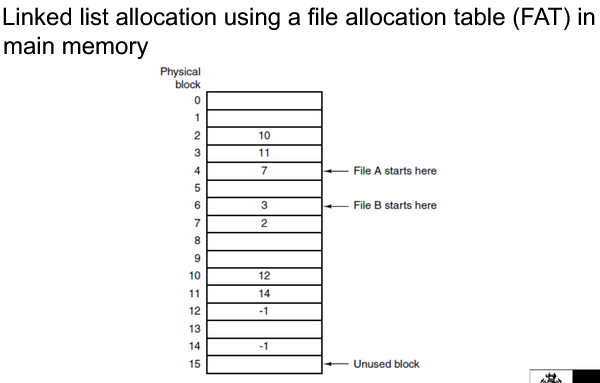 Linked list allocation using a file allocation table (FAT) in
main memory
Physical
block
0
1
2 10
3 11
4 7 File A starts here
5
6 3 File B starts here
7 2
8
9
10 12
11 14
12 -1
13
14 -1
15 Unused block